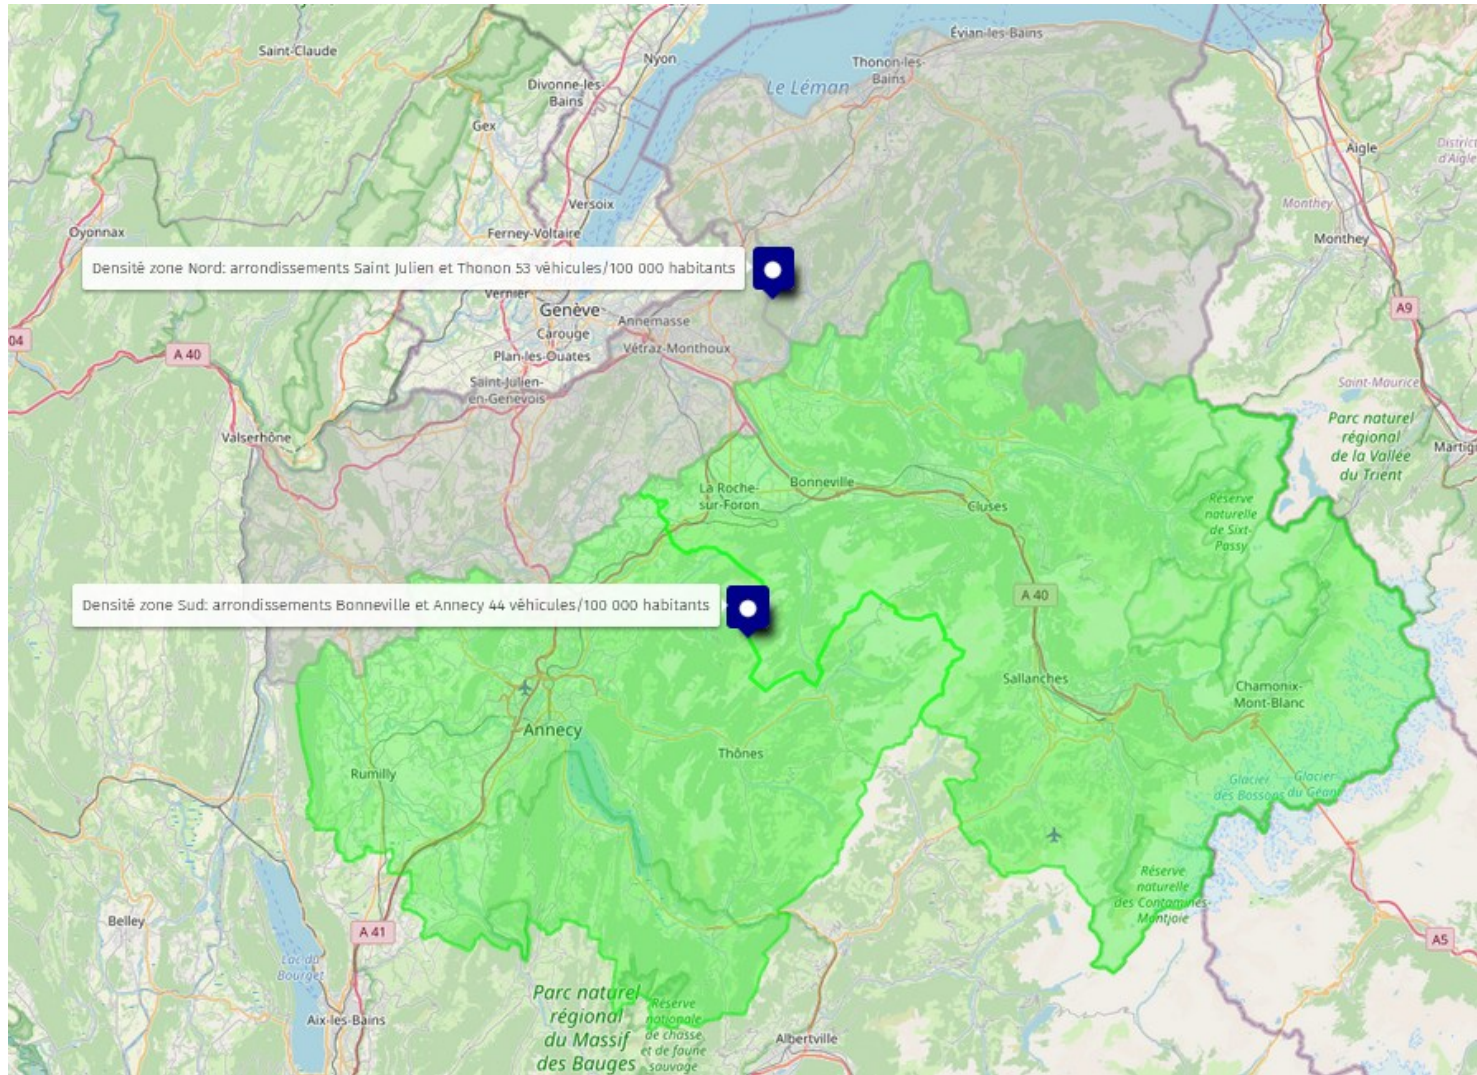 Saint-Claude
Nyon
Évian-les-Bains
Thonon-les-
Bains
Divonne-les-
Bains
Le Léman
Gex
Aigle
District
d'Aigle
Versoix
Monthey
Oyonnax
Ferney-Voltaire
Monthey
Densité zone Nord: arrondissements Saint Julien et Thonon 53 véhicules/100 000 habitants
Vernier
Genève
Annemasse
A9
Carouge
04
A 40
Plan-les-Ouates
Vétraz-Monthoux
Saint-Julien-
en-Genevois
Saint-Maurice
Parc naturel
régional
de la Vallée
du Trient
Valserhône
Martig
La Roche-
sur-Foron
Bonneville
Cluses
Réserve
naturelle
de Sixt-
Passy
A 40
Densité zone Sud: arrondissements Bonneville et Annecy 44 véhicules/100 000 habitants
Sallanches
Chamonix-
Mont-Blanc
Annecy
Thônes
Rumilly
Glacier
des Bossons
Glacier
du Géant
Réserve
naturelle
des Contamines-
Montjoie
Belley
A 41
A5
Lac du
Bourget
Parc naturel
régional
du Massif
des Bauges
Réserve
nationale
de chasse
et de faune
sauvage
Aix-les-Bains
Albertville